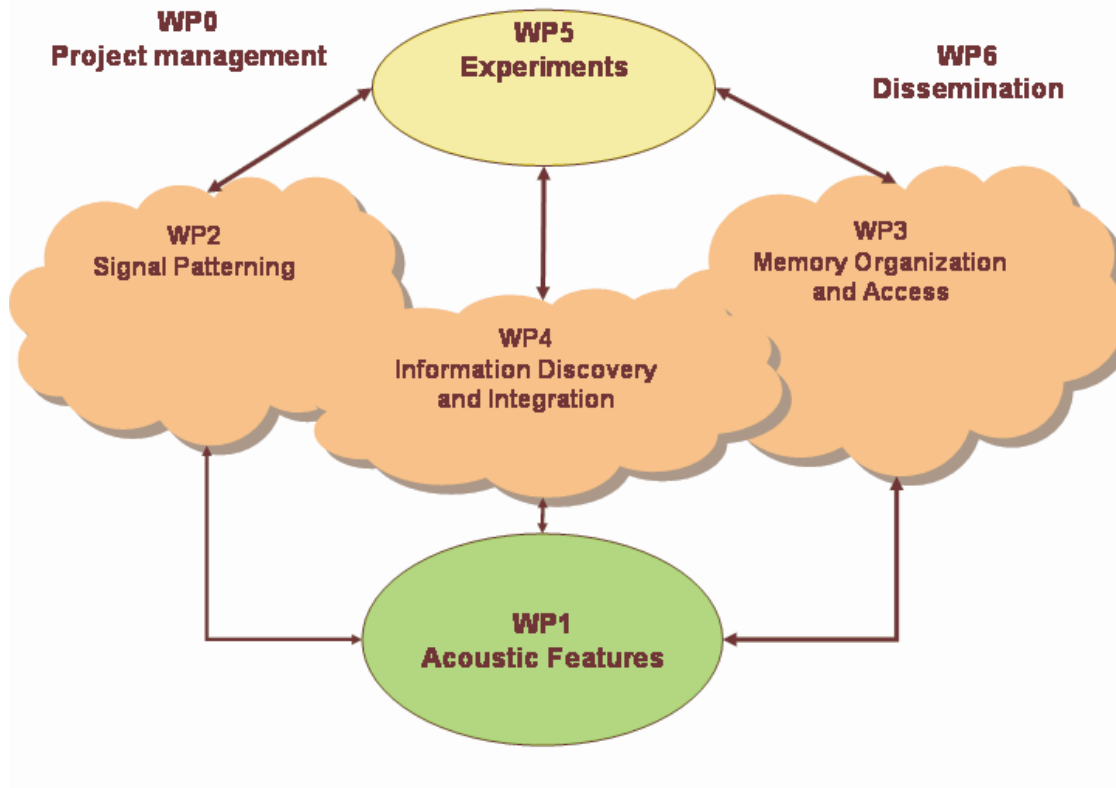 WP0
Project management
WP5
Experiments
WP6
Dissemination
WP2
Signal Patterning
WP3
Memory Organization
and Access
WP4
Information Discovery
and Integration
WP1
Acoustic Features